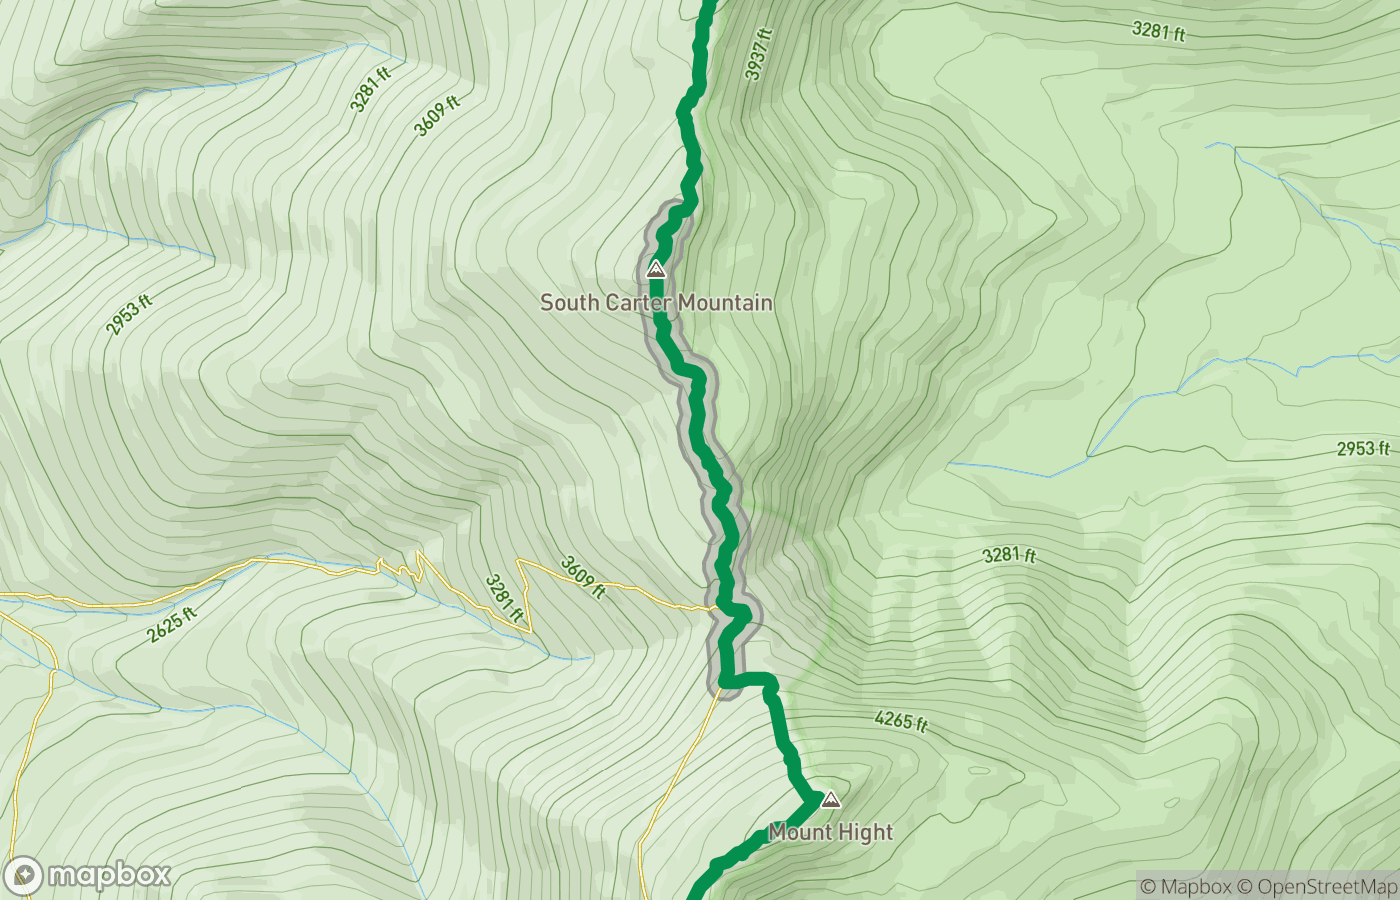 3281 ft
3937 ft
3281 ft
3609 ft
South Carter Mountain
2953 ft
2953 ft
3281 ft
3609 ft
3281 ft
2625 ft
4265 ft
Mount Hight
mapbox
© Mapbox © OpenStreetMap